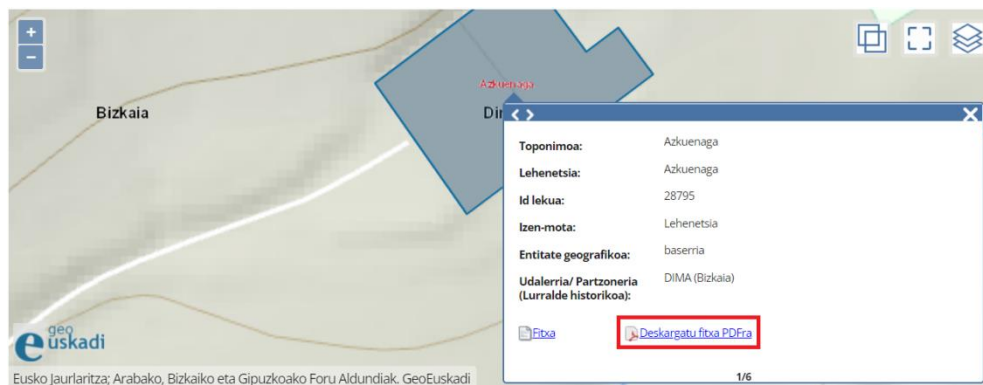 +
−
Azkuenaga
Bizkaia
< >
X
Toponimoa: Azkuenaga
Lehenetsia: Azkuenaga
Id lekua: 28795
Izen-mota: Lehenetsia
Entitate geografikoa: baserria
Udalerria/ Partzoneria DIMA (Bizkaia)
(Lurralde historikoa):
Fitxa Deskargatu fitxa PDFra
1/6
geo
euskadi
Eusko Jaurlaritza; Arabako, Bizkaiko eta Gipuzkoako Foru Aldundiak. GeoEuskadi